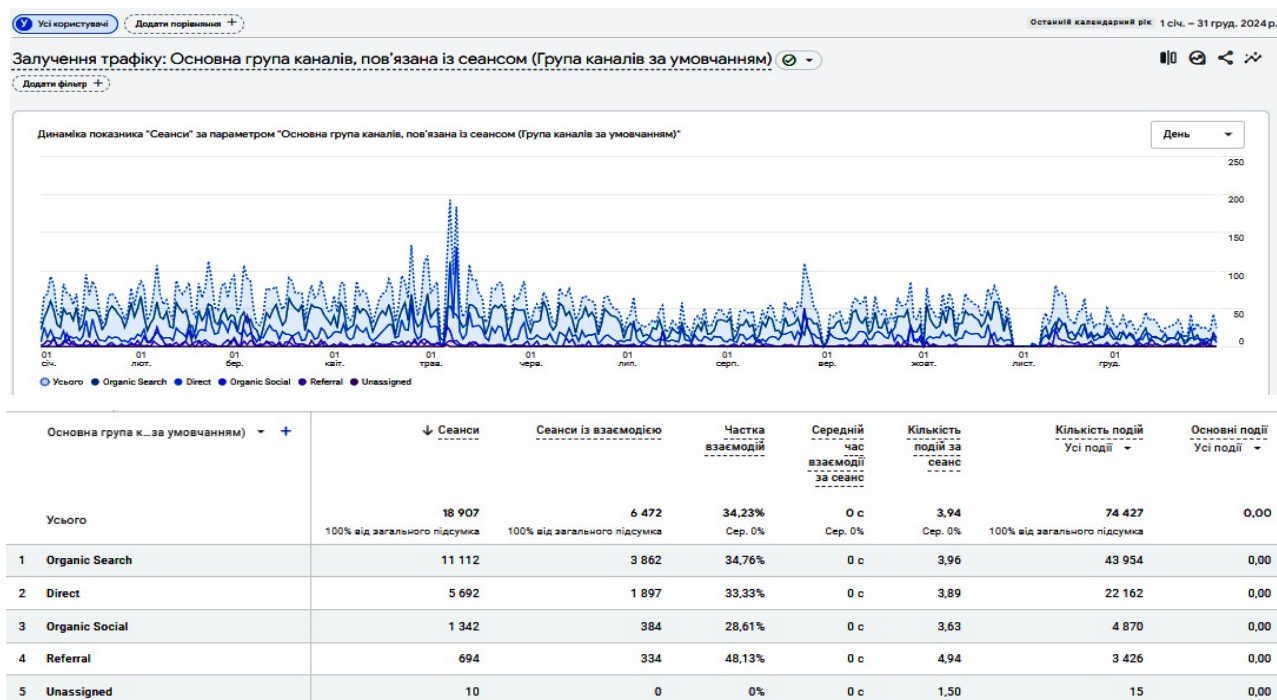 У Усі користувачі Додати порівняння + Останній календарний рік 1 січ. – 31 груд. 2024 р.
Залучення трафіку: Основна група каналів, пов'язана із сеансом (Група каналів за умовчанням)
Додати фільтр +
Динаміка показника "Сеанси" за параметром "Основна група каналів, пов'язана із сеансом (Група каналів за умовчанням)" День
250
200
150
100
50
0
01 01 01 01 01 01 01 01 01 01 01 01
січ. лют. бер. квіт. трав. черв. лип. серп. вер. жовт. лист. груд.
Усього Organic Search Direct Organic Social Referral Unassigned
Основна група к...за умовчанням) + ↓ Сеанси Сеанси із взаємодією Частка Середній Кількість Кількість подій Основні події
взаємодій час подій за Усі події Усі події
взаємодії сеанс
за сеанс
Усього 18 907 6 472 34,23% 0 с 3,94 74 427 0,00
100% від загального підсумка 100% від загального підсумка Сер. 0% Сер. 0% Сер. 0% 100% від загального підсумка
1 Organic Search 11 112 3 862 34,76% 0 с 3,96 43 954 0,00
2 Direct 5 692 1 897 33,33% 0 с 3,89 22 162 0,00
3 Organic Social 1 342 384 28,61% 0 с 3,63 4 870 0,00
4 Referral 694 334 48,13% 0 с 4,94 3 426 0,00
5 Unassigned 10 0 0% 0 с 1,50 15 0,00